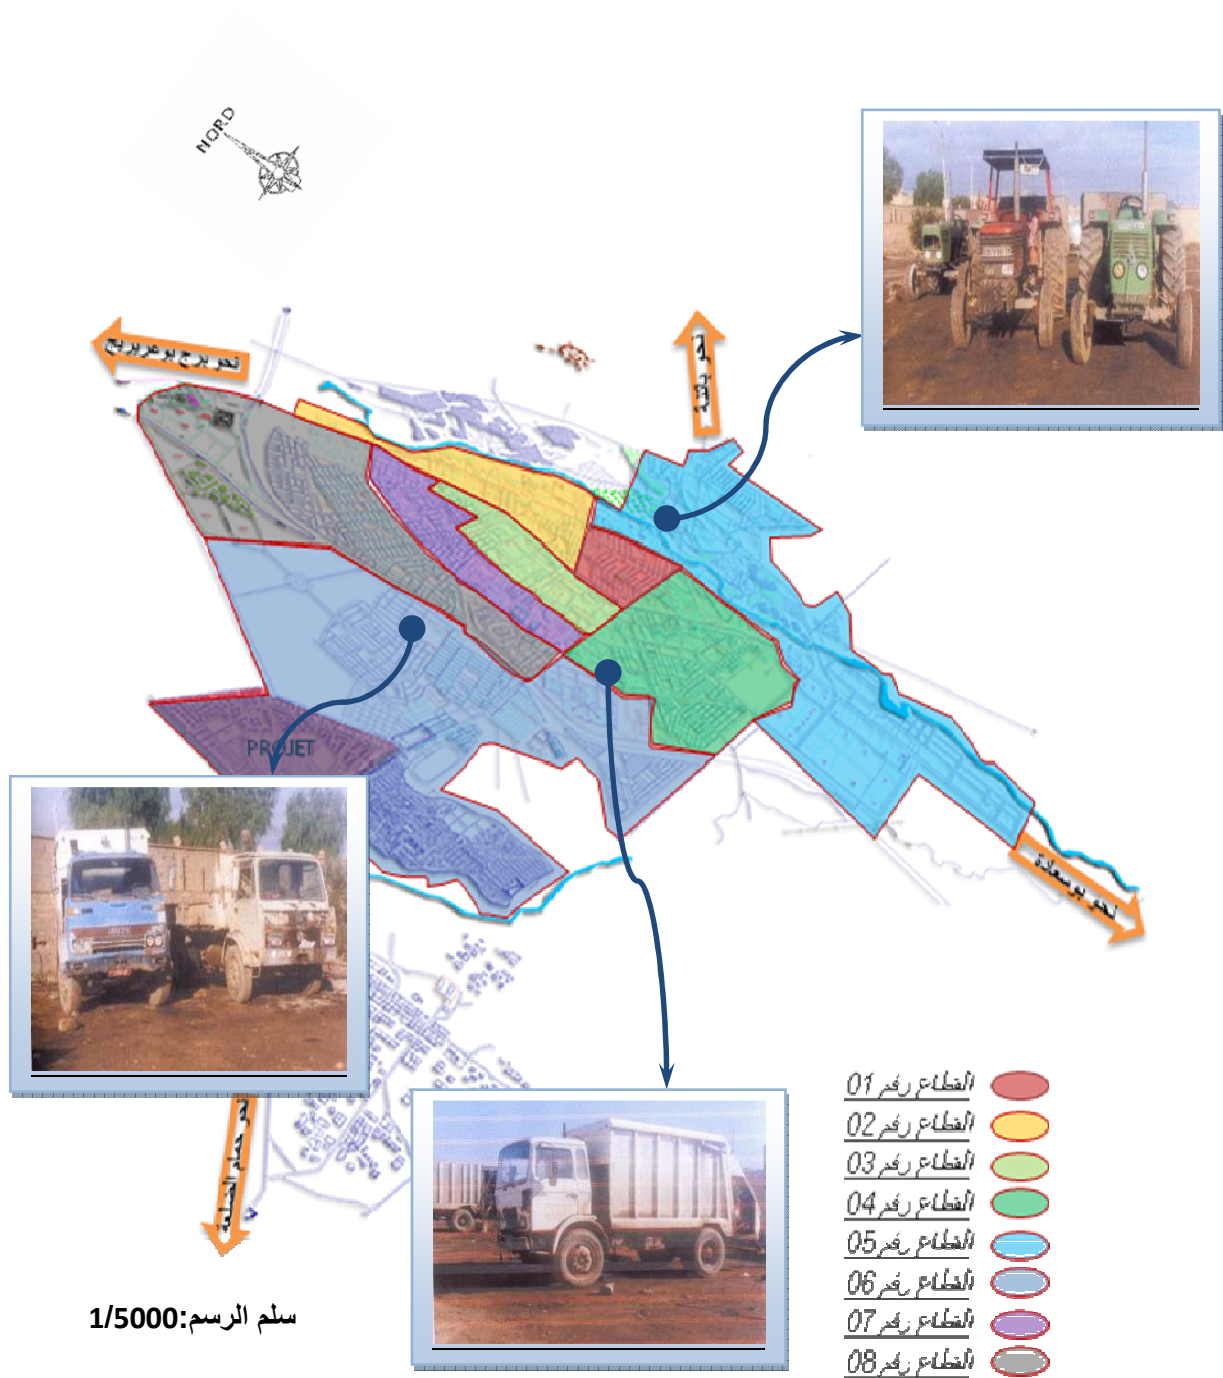 NORD
نحو برج بوعريريج
نحو باتنة
PROJET
نحو بوسعادة
نحو حمام الضلعة
القطاع رقم 01
القطاع رقم 02
القطاع رقم 03
القطاع رقم 04
القطاع رقم 05
القطاع رقم 06
القطاع رقم 07
القطاع رقم 08
سلم الرسم:1/5000